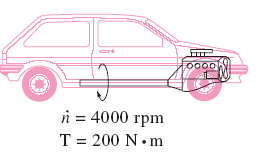 ṅ = 4000 rpm
T = 200 N • m